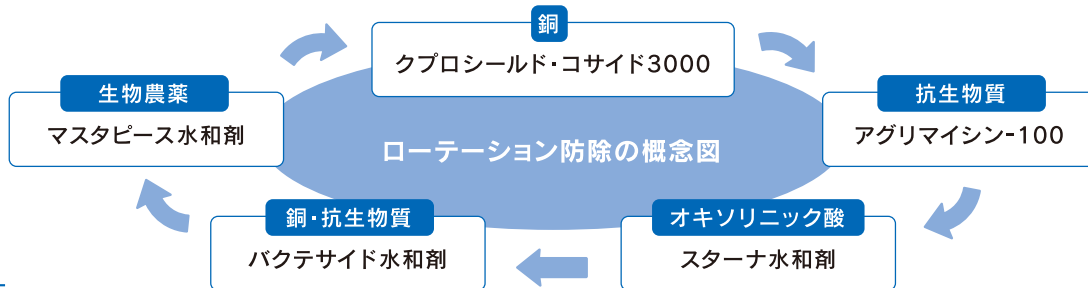 銅
クプロシールド・コサイド3000
生物農薬
マスタピース水和剤
抗生物質
アグリマイシン-100
ローテーション防除の概念図
銅・抗生物質
バクテサイド水和剤
オキソリニック酸
スターナ水和剤